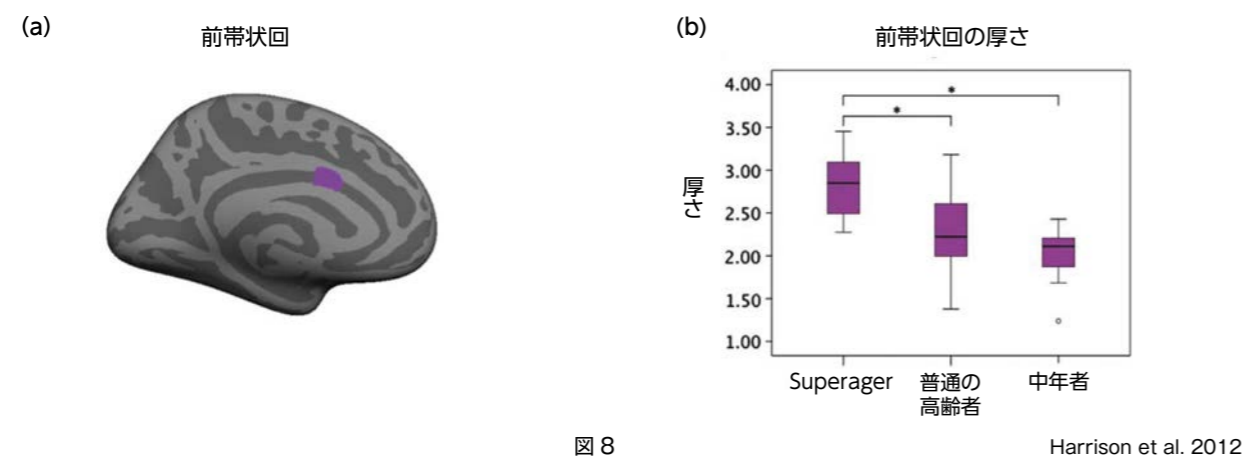 (a)
前帯状回
(b)
前帯状回の厚さ
厚さ
4.00
3.50
3.00
2.50
2.00
1.50
1.00
*
*
Superager
普通の
高齢者
中年者
図 8
Harrison et al. 2012